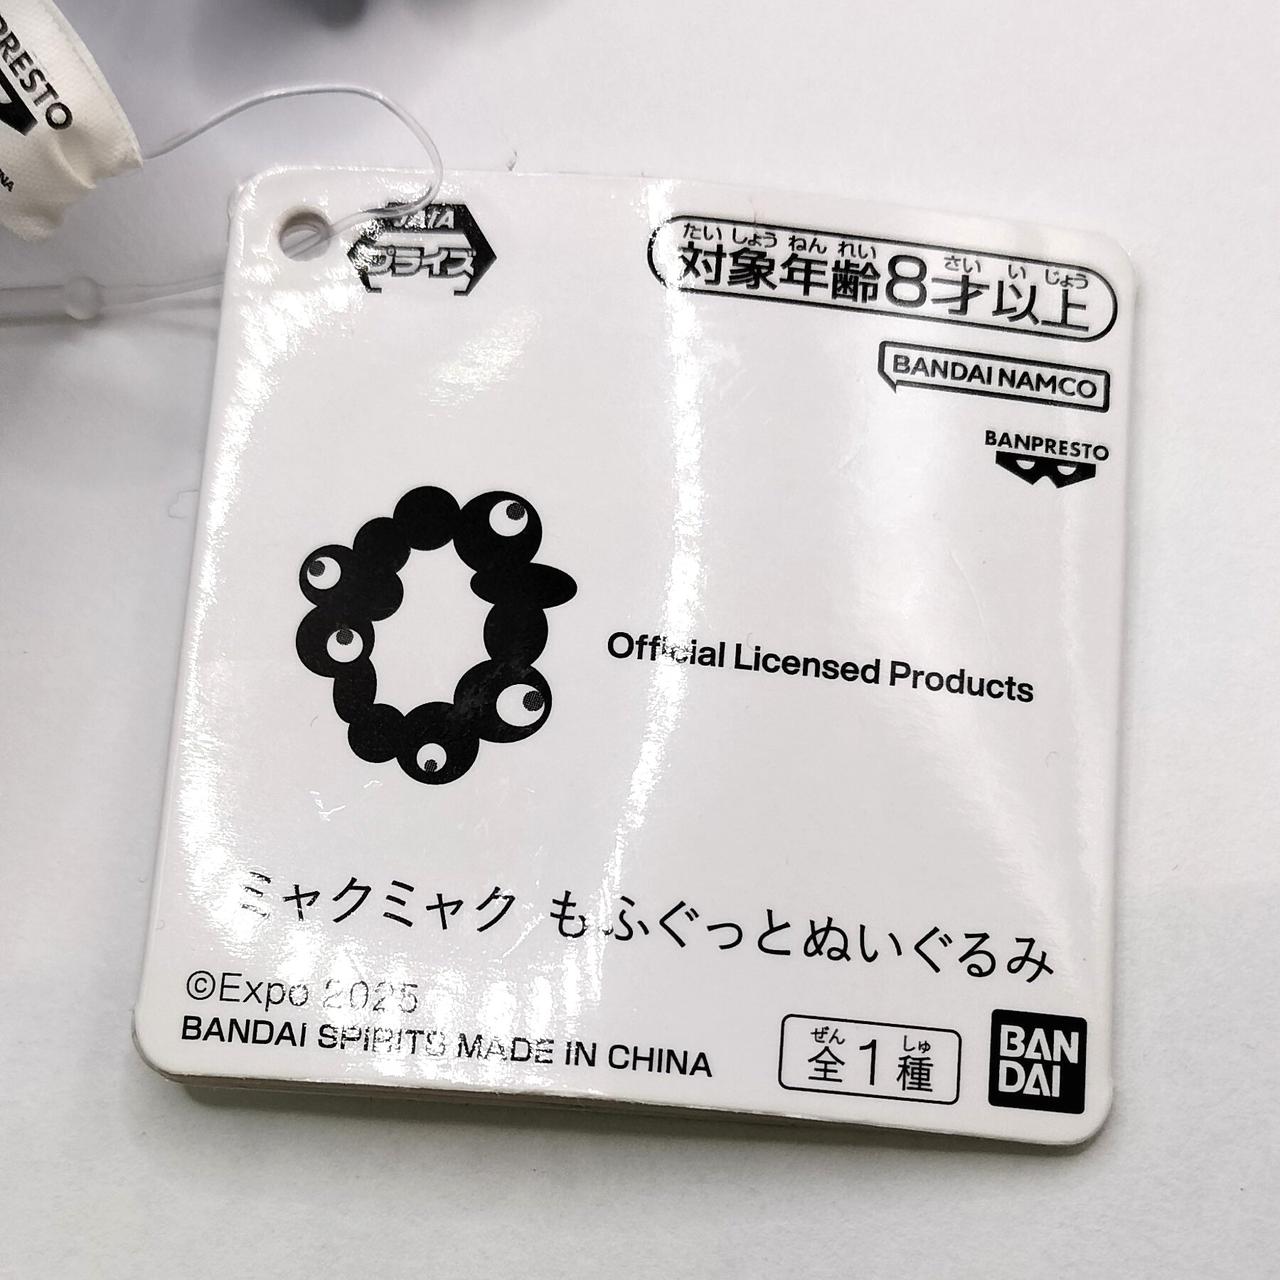 PRESTO
JAIA
プライズ
たいしょうねんれい さい いじょう
対象年齢8才以上
BANDAI NAMCO
BANPRESTO
Official Licensed Products
ミャクミャク もふぐっとぬいぐるみ
©Expo 2025
BANDAI SPIRITS MADE IN CHINA
ぜん しゅ
全1種
BAN
DAI